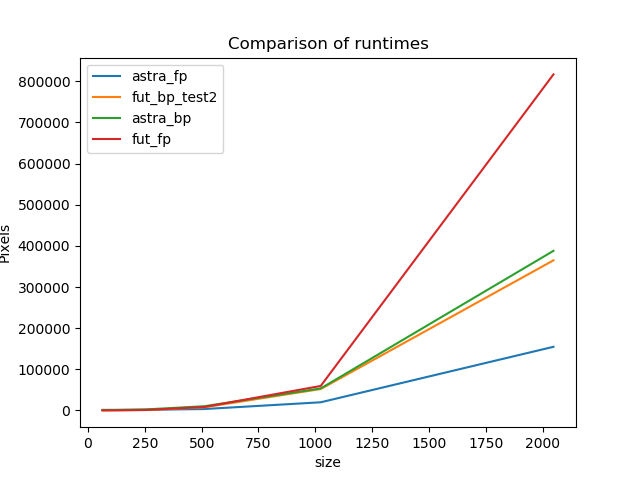 Comparison of runtimes
astra_fp
fut_bp_test2
astra_bp
fut_fp
800000
700000
600000
500000
400000
300000
200000
100000
0
Pixels
0 250 500 750 1000 1250 1500 1750 2000
size